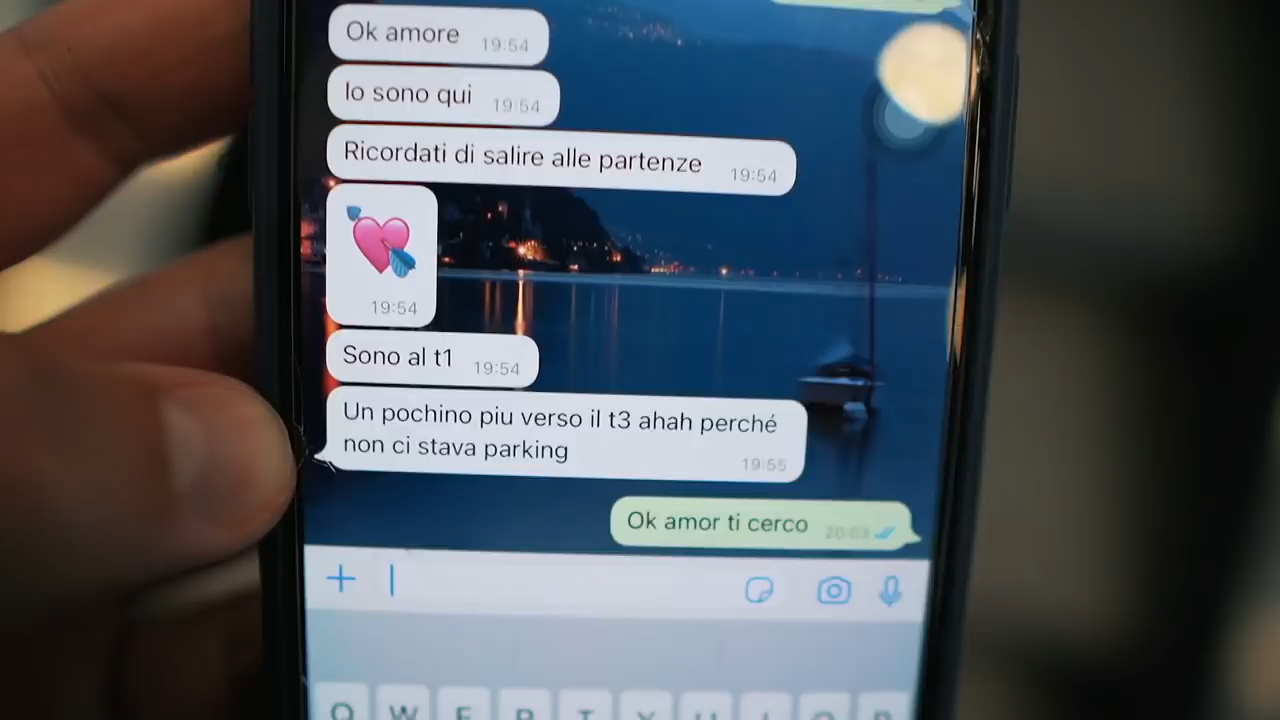 Ok amore 19:54
Io sono qui 19:54
Ricordati di salire alle partenze 19:54
19:54
Sono al t1 19:54
Un pochino piu verso il t3 ahah perché
non ci stava parking 19:55
Ok amor ti cerco 20:03
Q W E R T Y U I O P